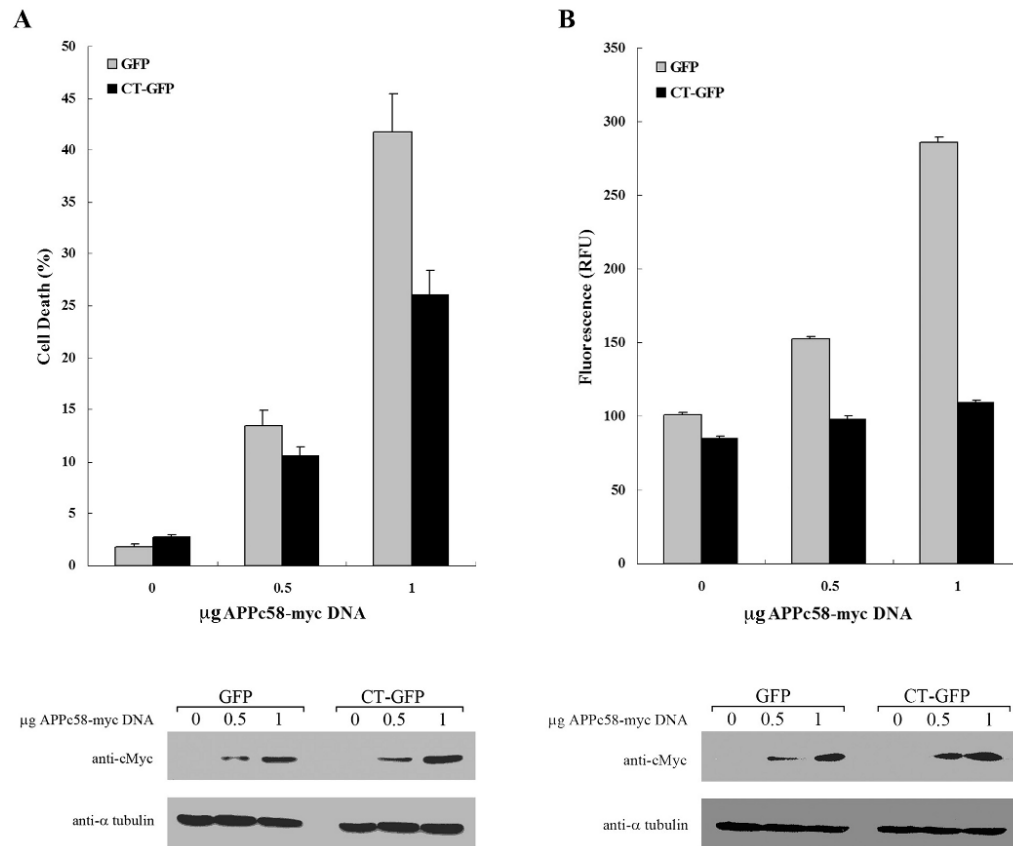 A
50
45
40
35
30
25
20
15
10
5
0
Cell Death (%)
GFP
CT-GFP
0 0.5 1
µg APPc58-myc DNA
GFP CT-GFP
µg APPc58-myc DNA 0 0.5 1 0 0.5 1
anti-cMyc
anti-α tubulin
B
350
300
250
200
150
100
50
0
Fluorescence (RFU)
GFP
CT-GFP
0 0.5 1
µg APPc58-myc DNA
GFP CT-GFP
µg APPc58-myc DNA 0 0.5 1 0 0.5 1
anti-cMyc
anti-α tubulin